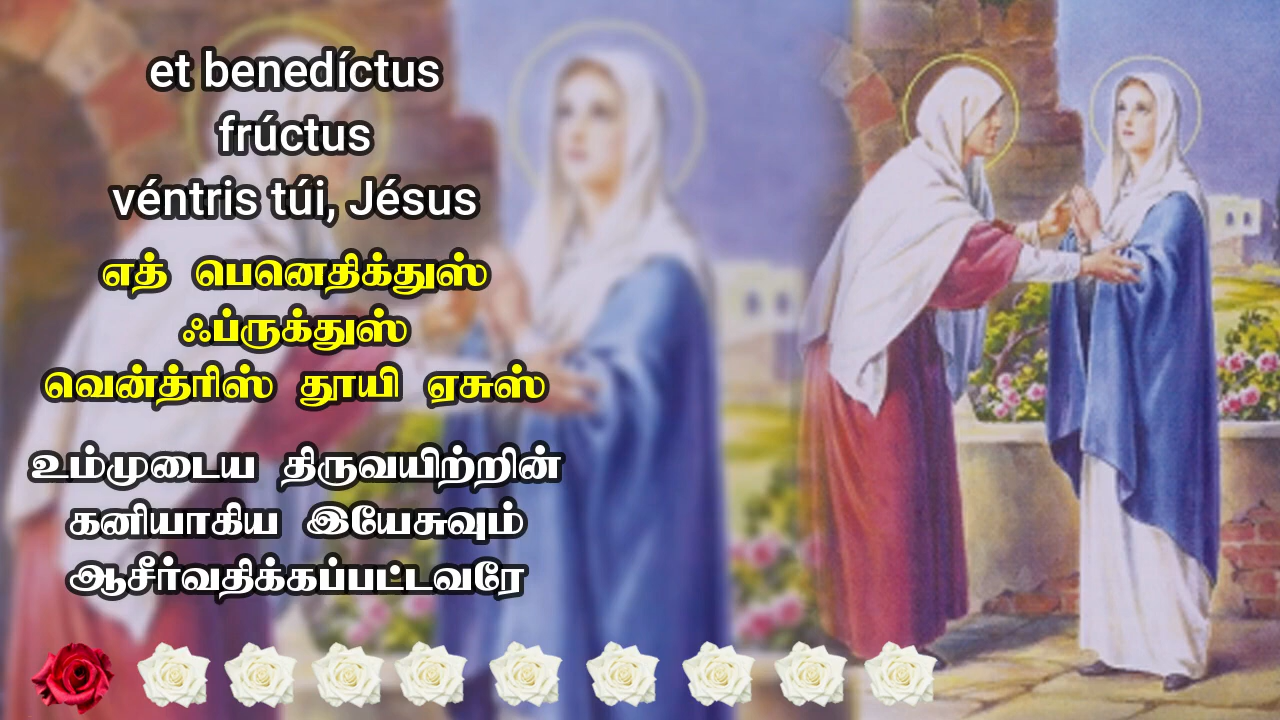 et benedíctus
frúctus
véntris túi, Jésus
எத் பெனெதிக்துஸ்
ஃப்ருக்துஸ்
வென்த்ரிஸ் தூயி ஏசுஸ்
உம்முடைய திருவயிற்றின்
கனியாகிய இயேசுவும்
ஆசீர்வதிக்கப்பட்டவரே